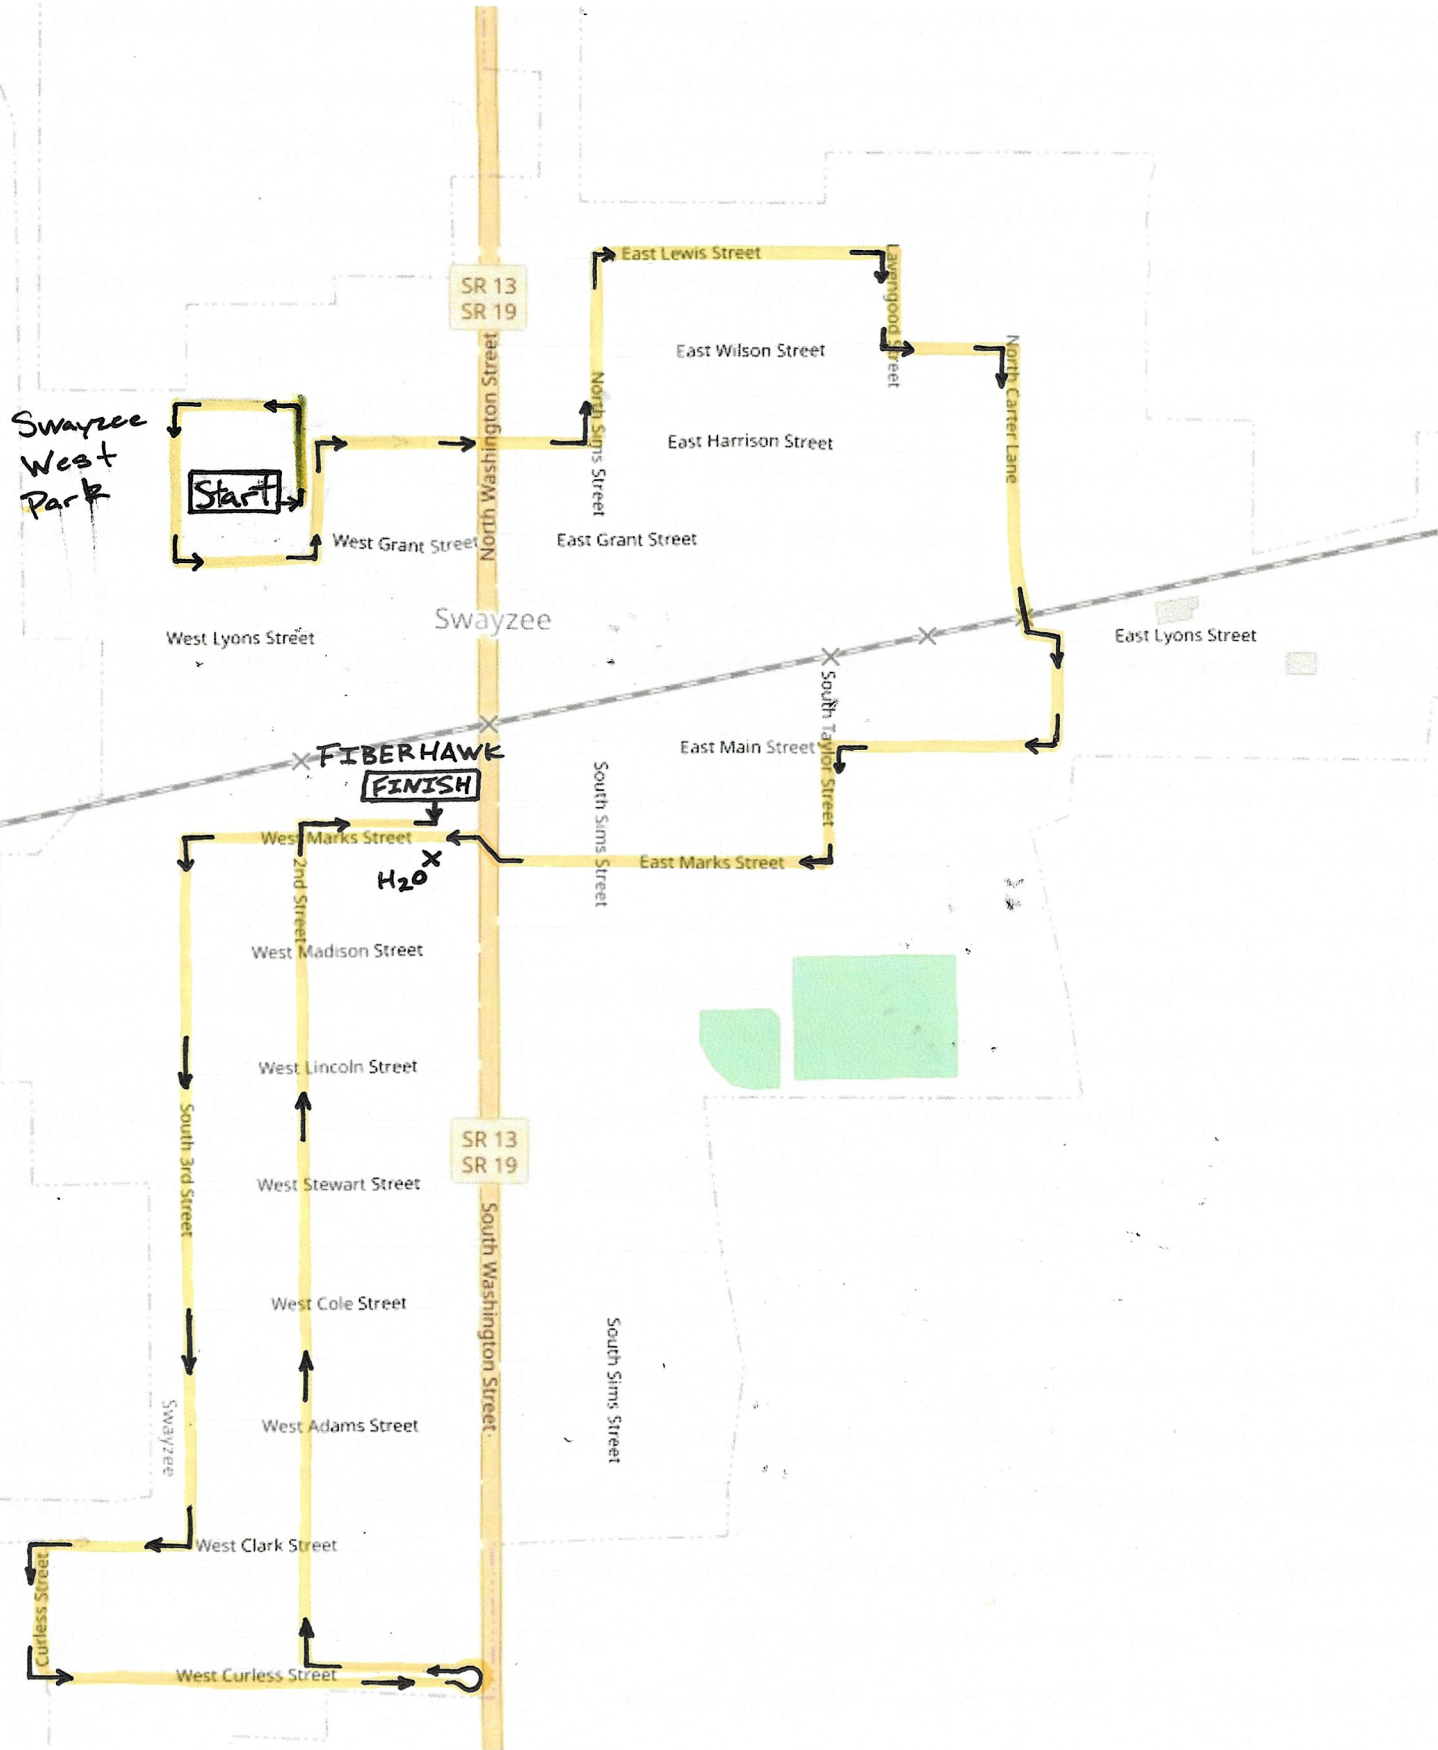 East Lewis Street
Lavengood Street
SR 13
SR 19
North Washington Street
East Wilson Street
North Carter Lane
North Sims Street
Swayzee
West
Park
East Harrison Street
Start
West Grant Street
East Grant Street
Swayzee
West Lyons Street
East Lyons Street
South Taylor Street
FIBERHAWK
FINISH
East Main Street
South Sims Street
West Marks Street
East Marks Street
X
H2O
2nd Street
West Madison Street
West Lincoln Street
South 3rd Street
SR 13
SR 19
West Stewart Street
South Washington Street
West Cole Street
South Sims Street
Swayzee
West Adams Street
West Clark Street
Curless Street
West Curless Street